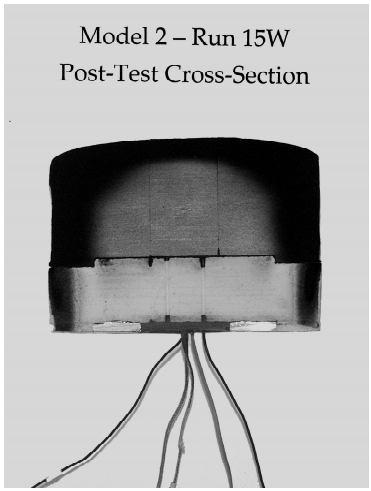 Model 2 – Run 15W
Post-Test Cross-Section